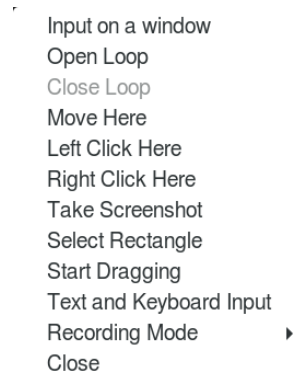 Input on a window
Open Loop
Close Loop
Move Here
Left Click Here
Right Click Here
Take Screenshot
Select Rectangle
Start Dragging
Text and Keyboard Input
Recording Mode
Close